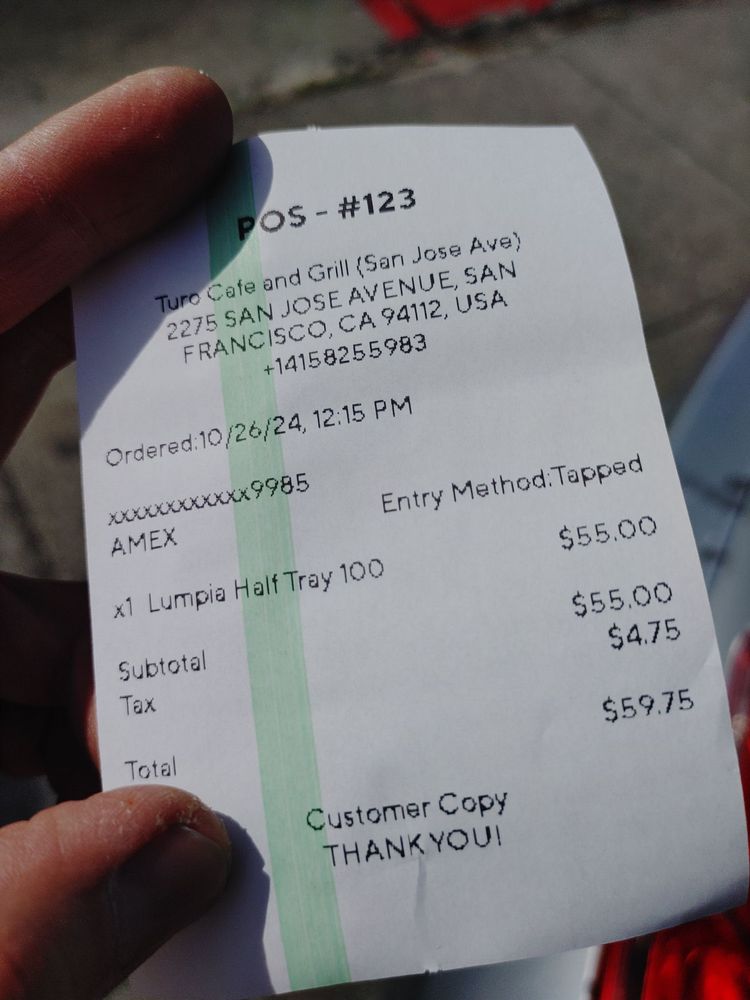 POS - #123
Turo Cafe and Grill (San Jose Ave)
2275 SAN JOSE AVENUE, SAN
FRANCISCO, CA 94112, USA
+14158255983
Ordered:10/26/24, 12:15 PM
xxxxxxxxxxxx9985
AMEX Entry Method:Tapped
x1 Lumpia Half Tray 100 $55.00
Subtotal $55.00
Tax $4.75
Total $59.75
Customer Copy
THANK YOU!